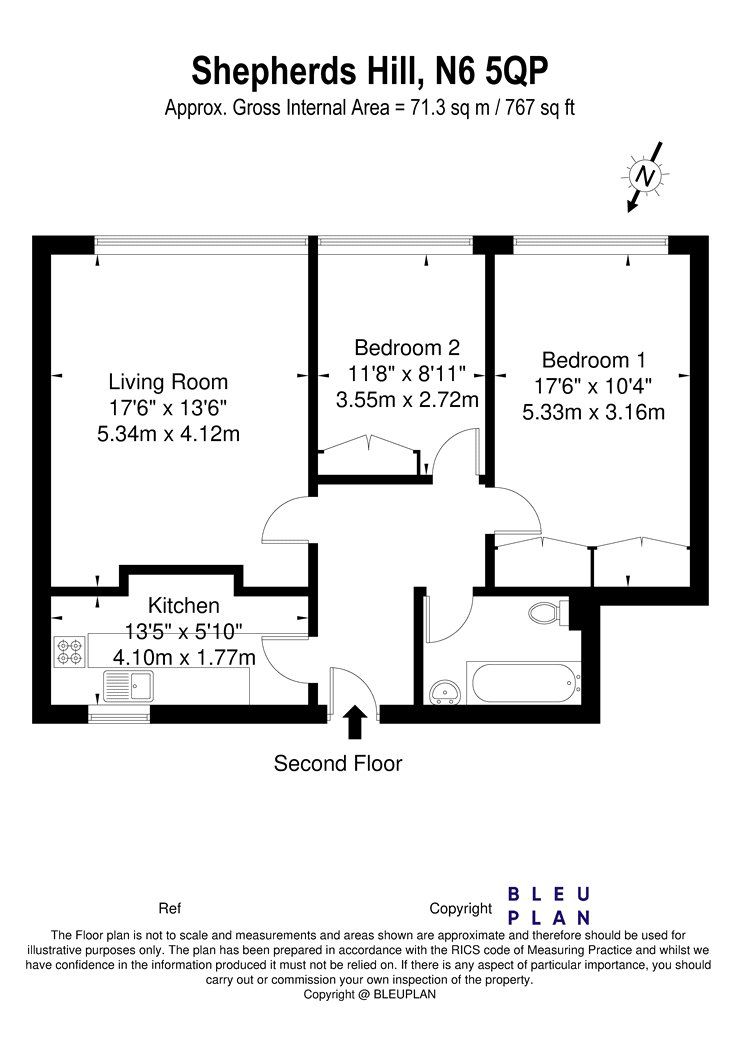 Shepherds Hill, N6 5QP
Approx. Gross Internal Area = 71.3 sq m / 767 sq ft
N
Living Room
17'6" x 13'6"
5.34m x 4.12m
Bedroom 2
11'8" x 8'11"
3.55m x 2.72m
Bedroom 1
17'6" x 10'4"
5.33m x 3.16m
Kitchen
13'5" x 5'10"
4.10m x 1.77m
Second Floor
Ref
Copyright
BLEU
PLAN
The Floor plan is not to scale and measurements and areas shown are approximate and therefore should be used for
illustrative purposes only. The plan has been prepared in accordance with the RICS code of Measuring Practice and whilst we
have confidence in the information produced it must not be relied on. If there is any aspect of particular importance, you should
carry out or commission your own inspection of the property.
Copyright @ BLEUPLAN